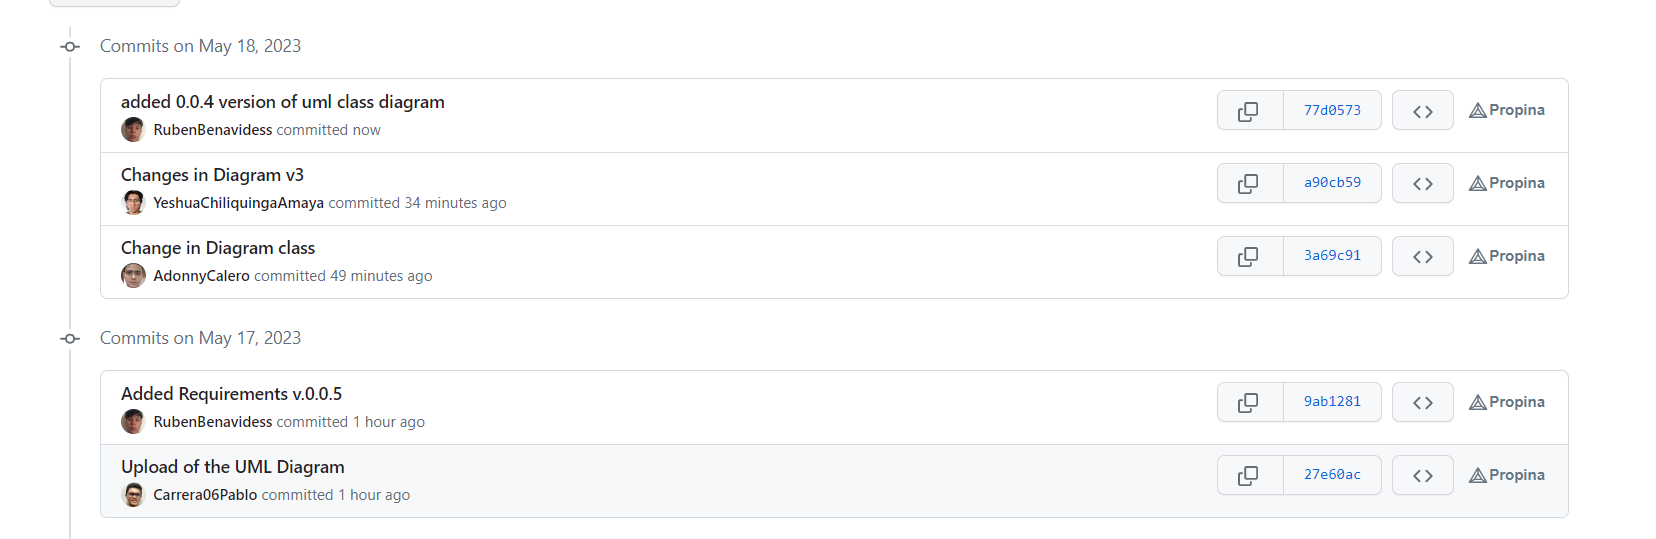 Commits on May 18, 2023
added 0.0.4 version of uml class diagram
RubenBenavidess committed now
77d0573
Propina
Changes in Diagram v3
YeshuaChiliquingaAmaya committed 34 minutes ago
a90cb59
Propina
Change in Diagram class
AdonnyCalero committed 49 minutes ago
3a69c91
Propina
Commits on May 17, 2023
Added Requirements v.0.0.5
RubenBenavidess committed 1 hour ago
9ab1281
Propina
Upload of the UML Diagram
Carrera06Pablo committed 1 hour ago
27e60ac
Propina